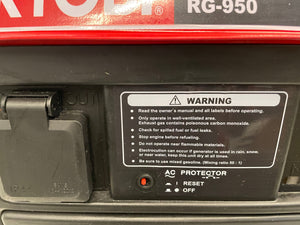 RYOBI®
RG-950
⚠ WARNING
• Read the owner's manual and all labels before operating.
• Only operate in well-ventilated area.
Exhaust gas contains poisonous carbon monoxide.
• Check for spilled fuel or fuel leaks.
• Stop engine before refueling.
• Do not operate near flammable materials.
• Electrocution can occur if generator is used in rain, snow,
or near water, keep this unit dry at all times.
• Be sure to use mixed gasoline. (Mixing ratio 50 : 1)
AC PROTECTOR
RESET
OFF